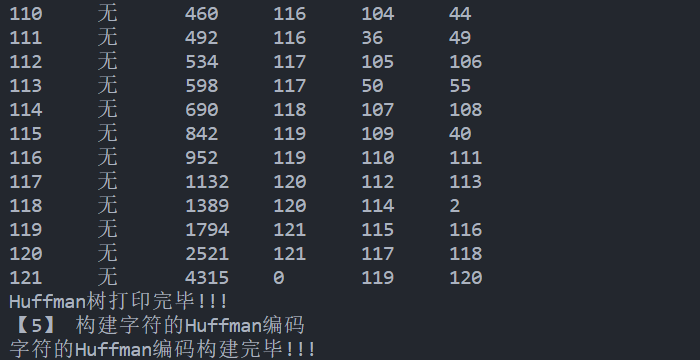 110 无 460 116 104 44
111 无 492 116 36 49
112 无 534 117 105 106
113 无 598 117 50 55
114 无 690 118 107 108
115 无 842 119 109 40
116 无 952 119 110 111
117 无 1132 120 112 113
118 无 1389 120 114 2
119 无 1794 121 115 116
120 无 2521 121 117 118
121 无 4315 0 119 120
Huffman树打印完毕!!!
【5】 构建字符的Huffman编码
字符的Huffman编码构建完毕!!!